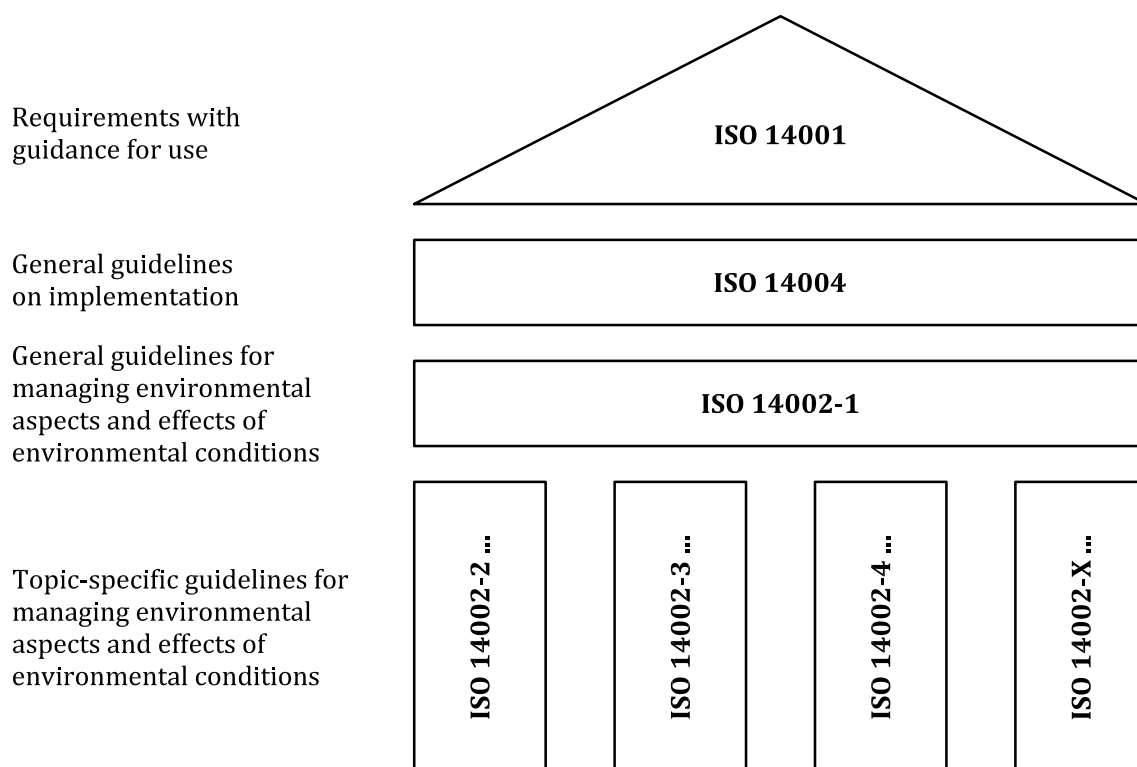 Requirements with
guidance for use
ISO 14001
General guidelines
on implementation
ISO 14004
General guidelines for
managing environmental
aspects and effects of
environmental conditions
ISO 14002-1
Topic-specific guidelines for
managing environmental
aspects and effects of
environmental conditions
ISO 14002-2 ...
ISO 14002-3 ...
ISO 14002-4 ...
ISO 14002-X ...